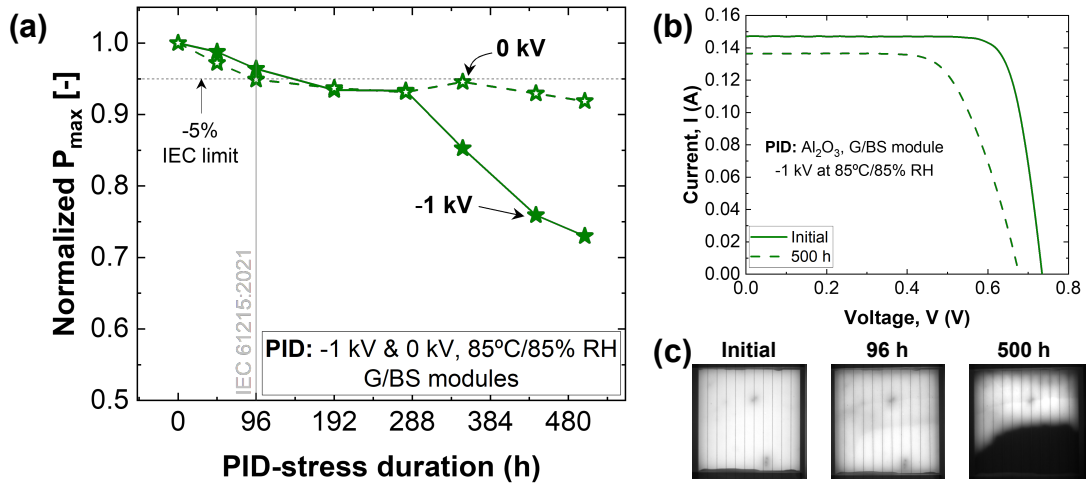 (a)
1.0
0.9
0.8
0.7
0.6
0.5
Normalized Pmax [-]
0 kV
-5%
IEC limit
-1 kV
IEC 61215:2021
PID: -1 kV & 0 kV, 85ºC/85% RH
G/BS modules
0 96 192 288 384 480
PID-stress duration (h)
(b)
0.16
0.14
0.12
0.10
0.08
0.06
0.04
0.02
0.00
Current, I (A)
PID: Al₂O₃, G/BS module
-1 kV at 85ºC/85% RH
Initial
500 h
0.0 0.2 0.4 0.6 0.8
Voltage, V (V)
(c)
Initial 96 h 500 h